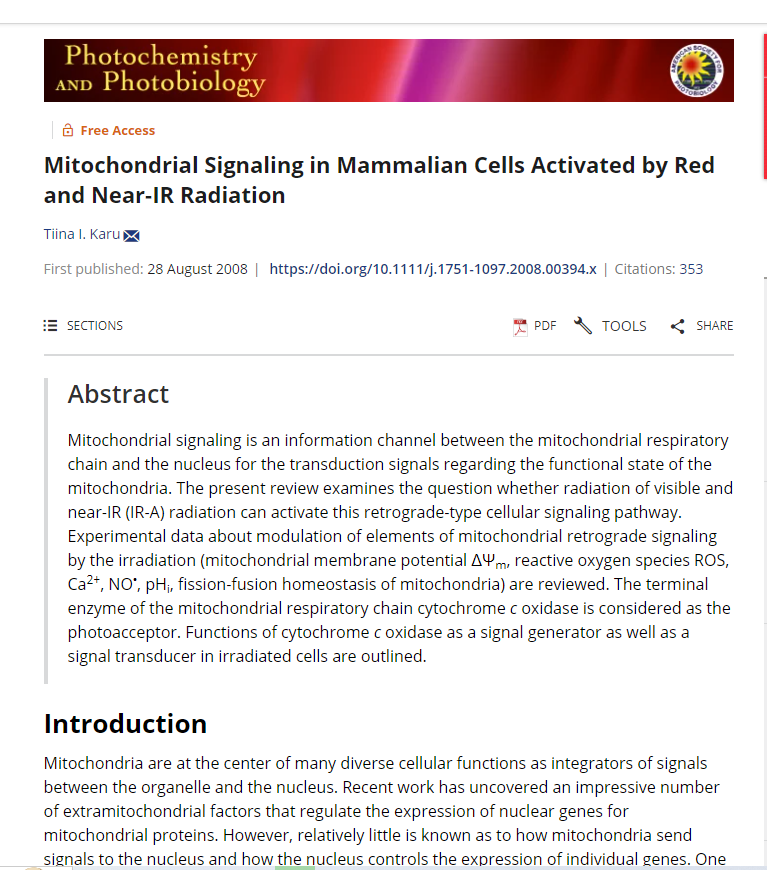 Photochemistry
AND Photobiology
AMERICAN SOCIETY FOR PHOTOBIOLOGY
Free Access
Mitochondrial Signaling in Mammalian Cells Activated by Red
and Near-IR Radiation
Tiina I. Karu
First published: 28 August 2008 | https://doi.org/10.1111/j.1751-1097.2008.00394.x | Citations: 353
SECTIONS
PDF TOOLS SHARE
Abstract
Mitochondrial signaling is an information channel between the mitochondrial respiratory
chain and the nucleus for the transduction signals regarding the functional state of the
mitochondria. The present review examines the question whether radiation of visible and
near-IR (IR-A) radiation can activate this retrograde-type cellular signaling pathway.
Experimental data about modulation of elements of mitochondrial retrograde signaling
by the irradiation (mitochondrial membrane potential ΔΨm, reactive oxygen species ROS,
Ca²⁺, NO•, pHi, fission-fusion homeostasis of mitochondria) are reviewed. The terminal
enzyme of the mitochondrial respiratory chain cytochrome c oxidase is considered as the
photoacceptor. Functions of cytochrome c oxidase as a signal generator as well as a
signal transducer in irradiated cells are outlined.
Introduction
Mitochondria are at the center of many diverse cellular functions as integrators of signals
between the organelle and the nucleus. Recent work has uncovered an impressive number
of extramitochondrial factors that regulate the expression of nuclear genes for
mitochondrial proteins. However, relatively little is known as to how mitochondria send
signals to the nucleus and how the nucleus controls the expression of individual genes. One